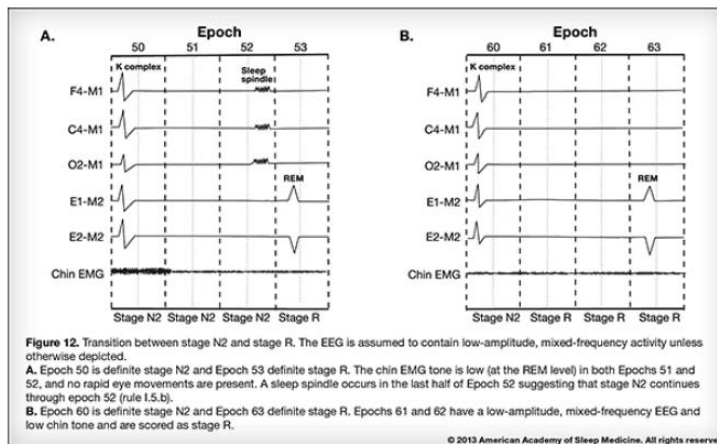 A.
Epoch
50 51 52 53
K complex
Sleep
spindle
F4-M1
C4-M1
O2-M1
REM
E1-M2
E2-M2
Chin EMG
Stage N2 Stage N2 Stage N2 Stage R
B.
Epoch
60 61 62 63
K complex
F4-M1
C4-M1
O2-M1
REM
E1-M2
E2-M2
Chin EMG
Stage N2 Stage R Stage R Stage R
Figure 12. Transition between stage N2 and stage R. The EEG is assumed to contain low-amplitude, mixed-frequency activity unless
otherwise depicted.
A. Epoch 50 is definite stage N2 and Epoch 53 definite stage R. The chin EMG tone is low (at the REM level) in both Epochs 51 and
52, and no rapid eye movements are present. A sleep spindle occurs in the last half of Epoch 52 suggesting that stage N2 continues
through epoch 52 (rule I.5.b).
B. Epoch 60 is definite stage N2 and Epoch 63 definite stage R. Epochs 61 and 62 have a low-amplitude, mixed-frequency EEG and
low chin tone and are scored as stage R.
© 2013 American Academy of Sleep Medicine. All rights reserve